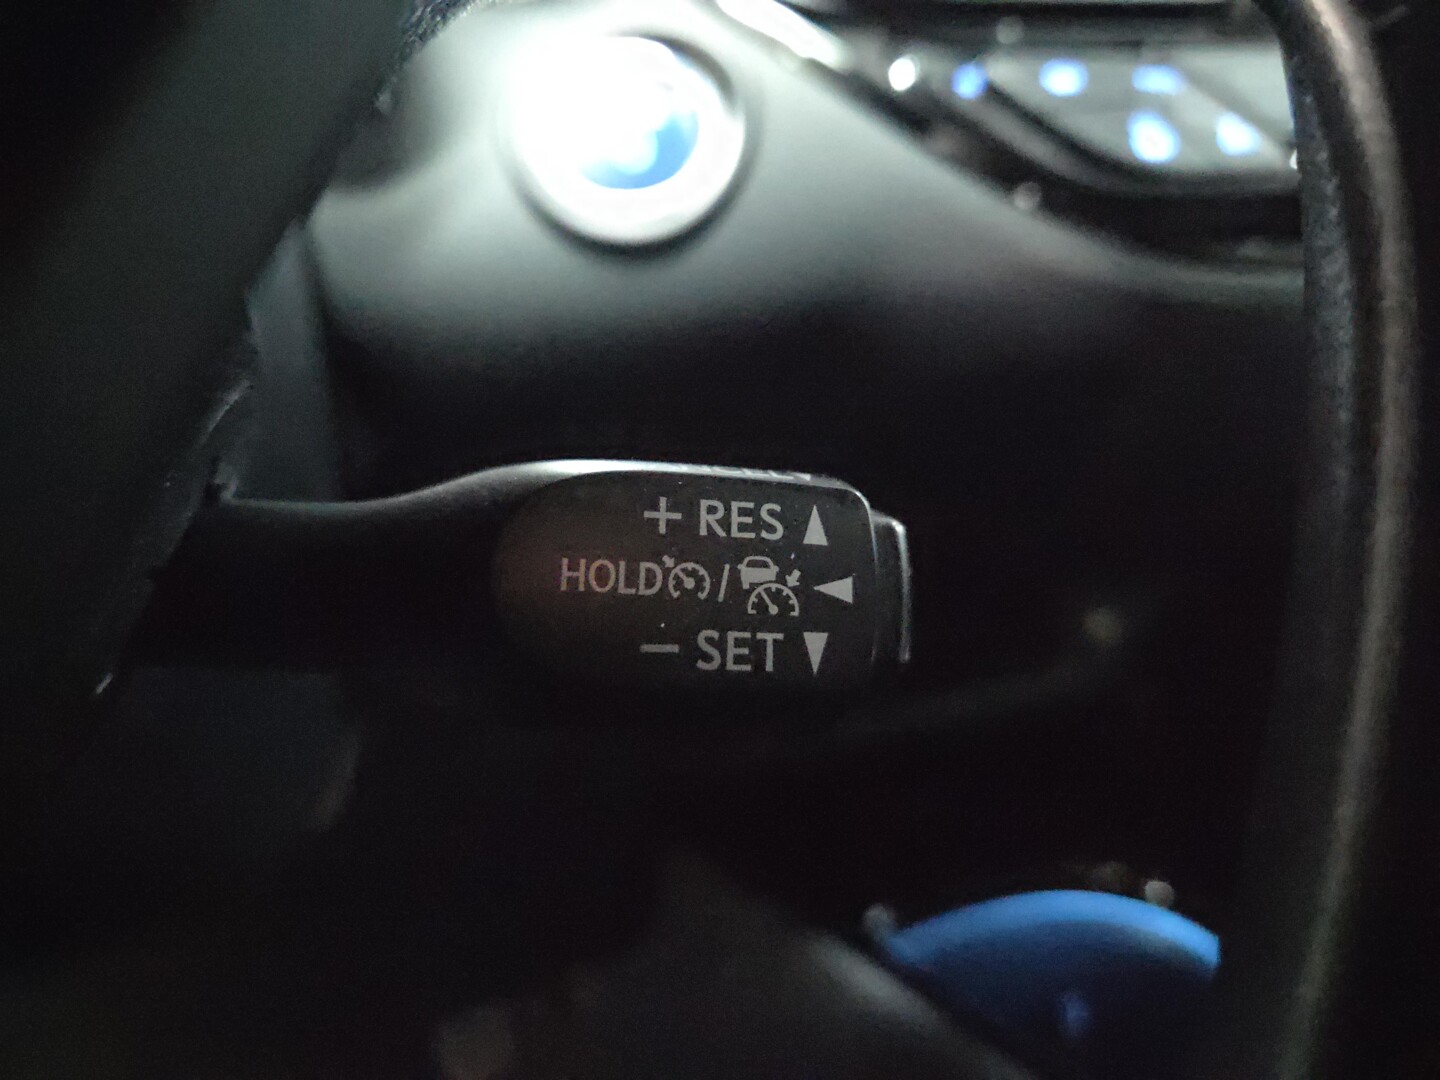 + RES ▲
HOLD / ◀
− SET ▼